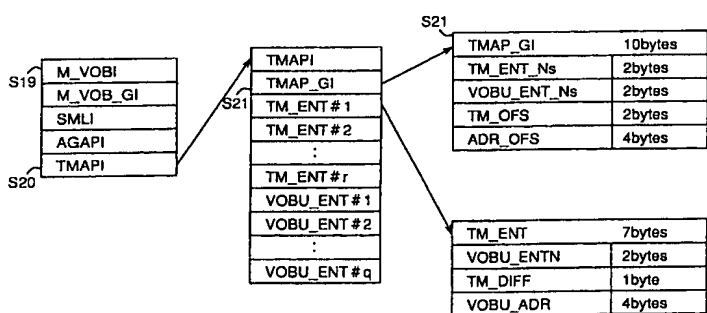 S19
M_VOBI
M_VOB_GI
SMLI
AGAPI
TMAPI
S20
TMAPI
TMAP_GI
S21
TM_ENT#1
TM_ENT#2
:
TM_ENT#r
VOBU_ENT#1
VOBU_ENT#2
:
VOBU_ENT#q
S21
TMAP_GI 10bytes
TM_ENT_Ns 2bytes
VOBU_ENT_Ns 2bytes
TM_OFS 2bytes
ADR_OFS 4bytes
TM_ENT 7bytes
VOBU_ENTN 2bytes
TM_DIFF 1byte
VOBU_ADR 4bytes